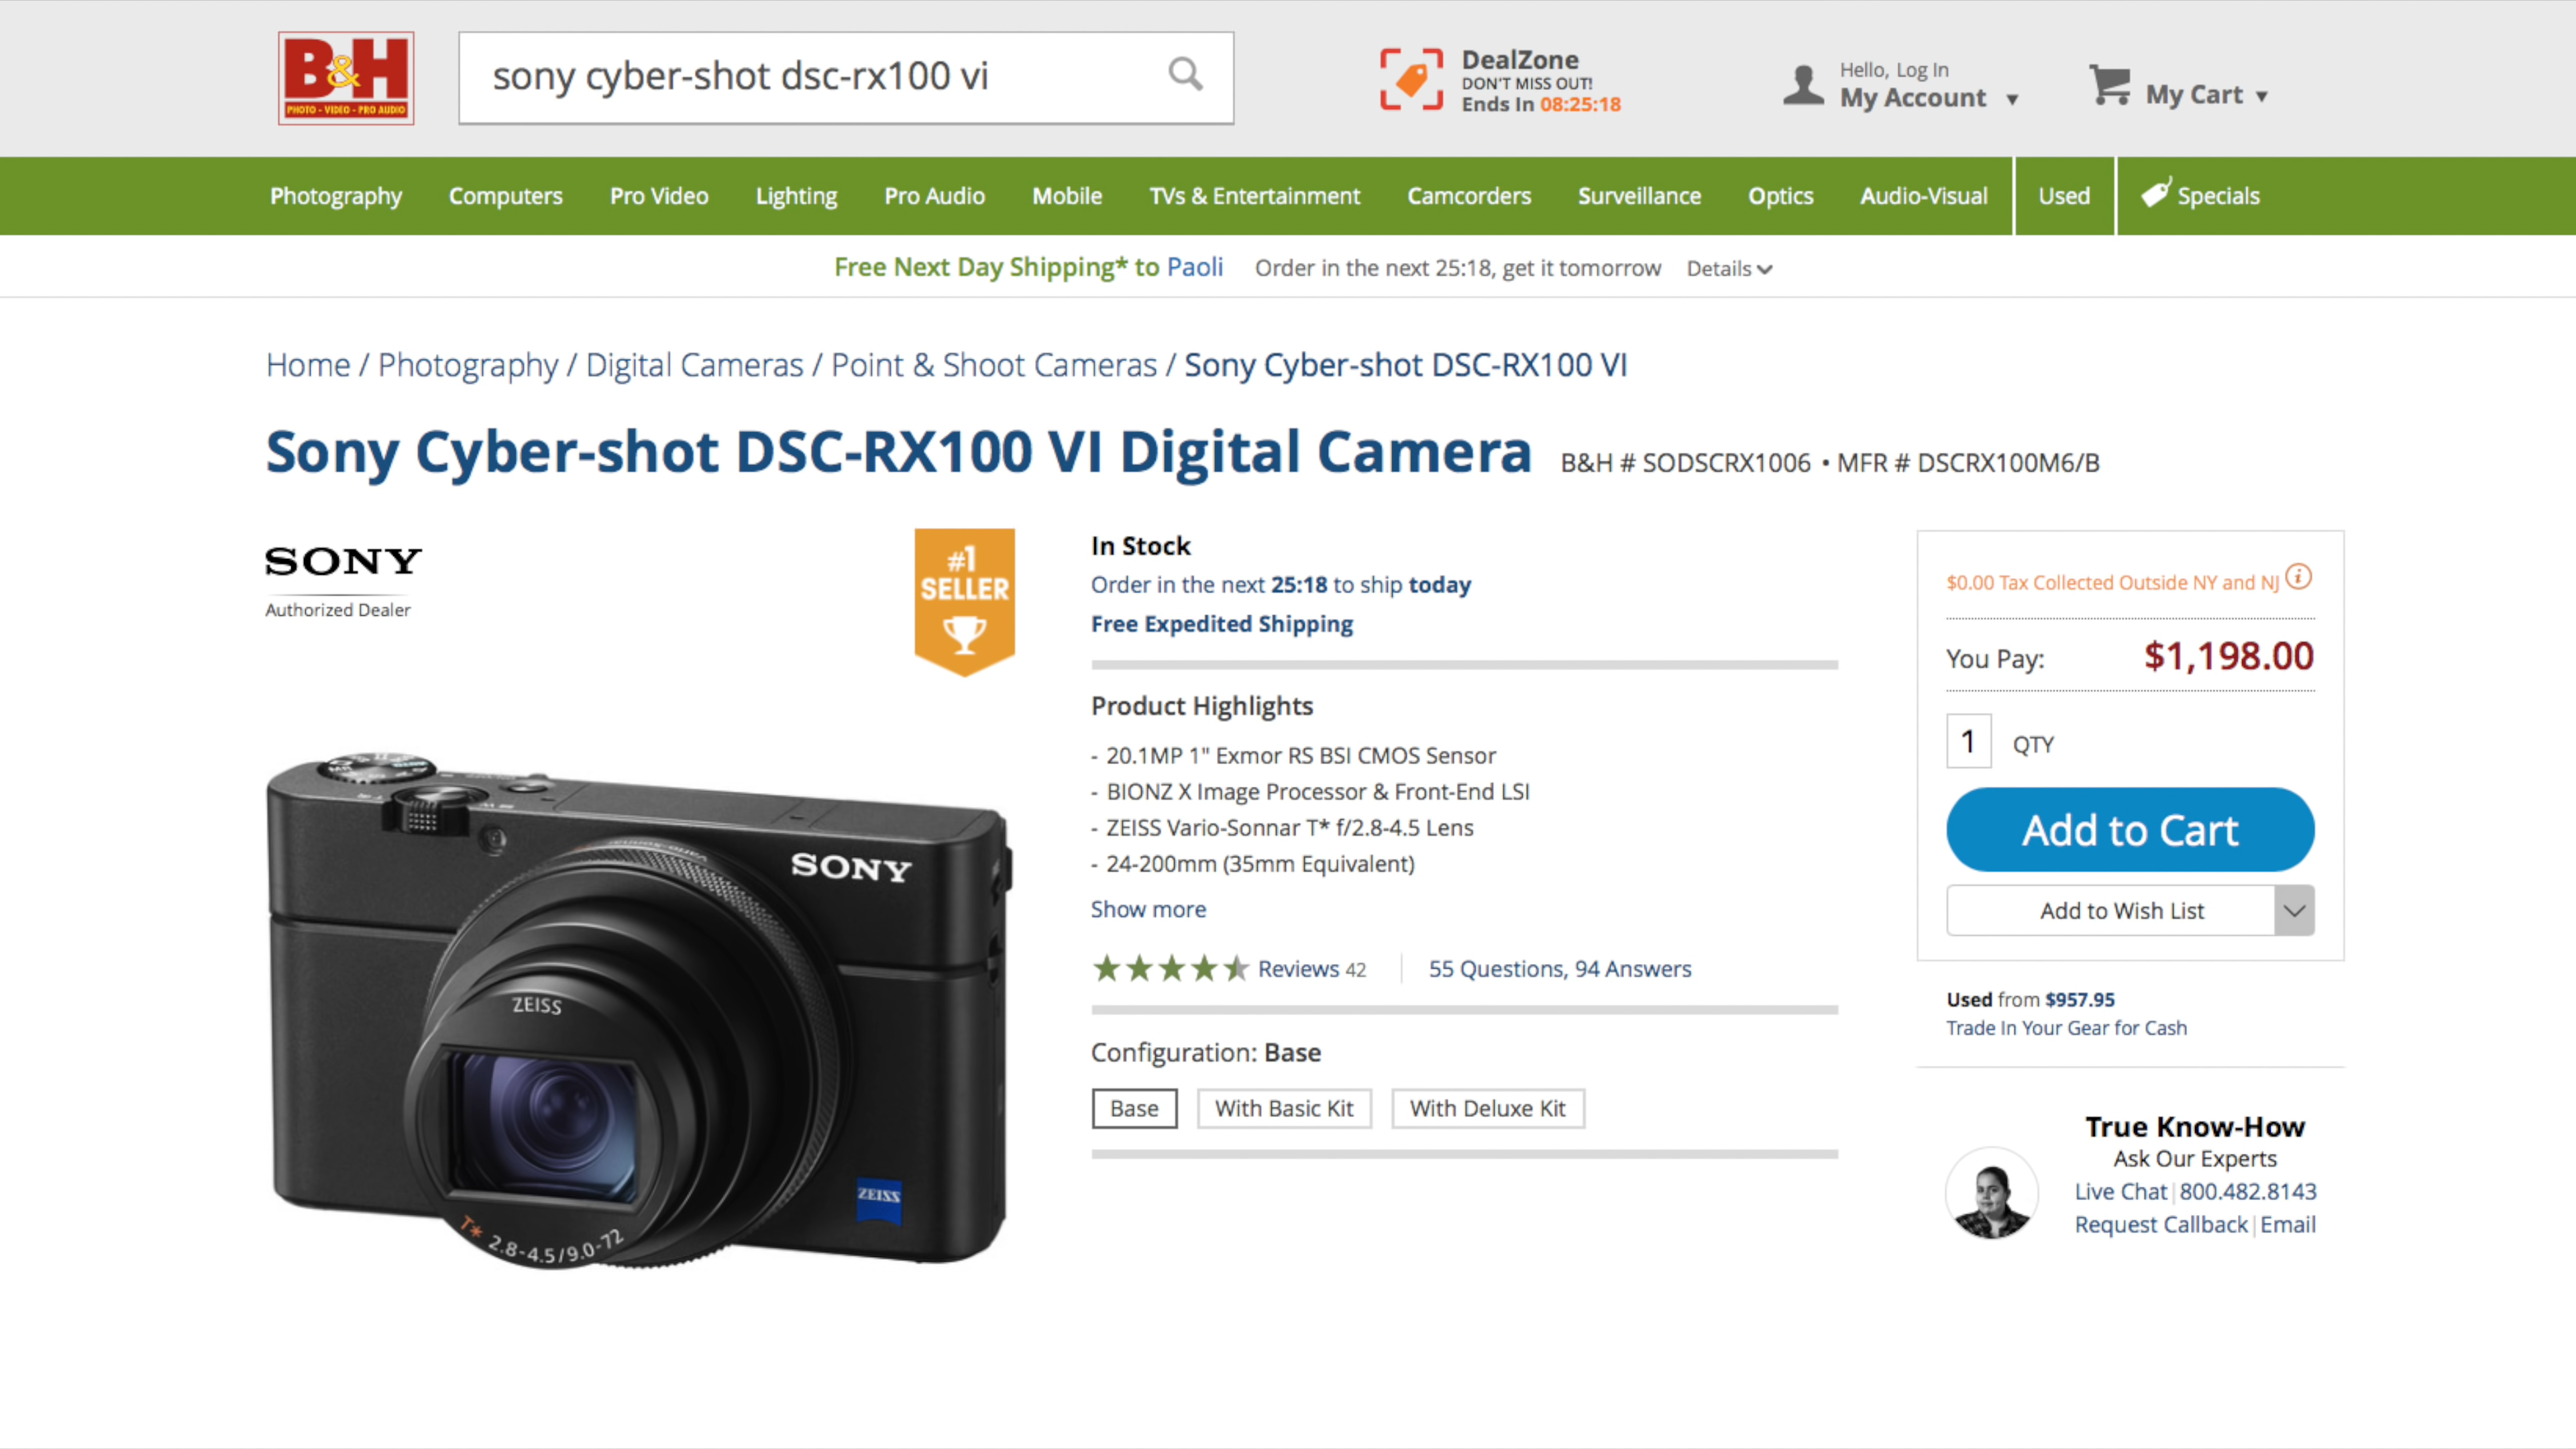 B&H
PHOTO - VIDEO - PRO AUDIO
sony cyber-shot dsc-rx100 vi
DealZone
DON'T MISS OUT!
Ends In 08:25:18
Hello, Log In
My Account
My Cart
Photography Computers Pro Video Lighting Pro Audio Mobile TVs & Entertainment Camcorders Surveillance Optics Audio-Visual Used Specials
Free Next Day Shipping* to Paoli Order in the next 25:18, get it tomorrow Details
Home / Photography / Digital Cameras / Point & Shoot Cameras / Sony Cyber-shot DSC-RX100 VI
Sony Cyber-shot DSC-RX100 VI Digital Camera B&H # SODSCRX1006 • MFR # DSCRX100M6/B
SONY
Authorized Dealer
#1
SELLER
SONY
ZEISS
ZEISS
T* 2.8-4.5/9.0-72
In Stock
Order in the next 25:18 to ship today
Free Expedited Shipping
Product Highlights
- 20.1MP 1" Exmor RS BSI CMOS Sensor
- BIONZ X Image Processor & Front-End LSI
- ZEISS Vario-Sonnar T* f/2.8-4.5 Lens
- 24-200mm (35mm Equivalent)
Show more
Reviews 42 55 Questions, 94 Answers
Configuration: Base
Base With Basic Kit With Deluxe Kit
$0.00 Tax Collected Outside NY and NJ i
You Pay: $1,198.00
1 QTY
Add to Cart
Add to Wish List
Used from $957.95
Trade In Your Gear for Cash
True Know-How
Ask Our Experts
Live Chat | 800.482.8143
Request Callback | Email